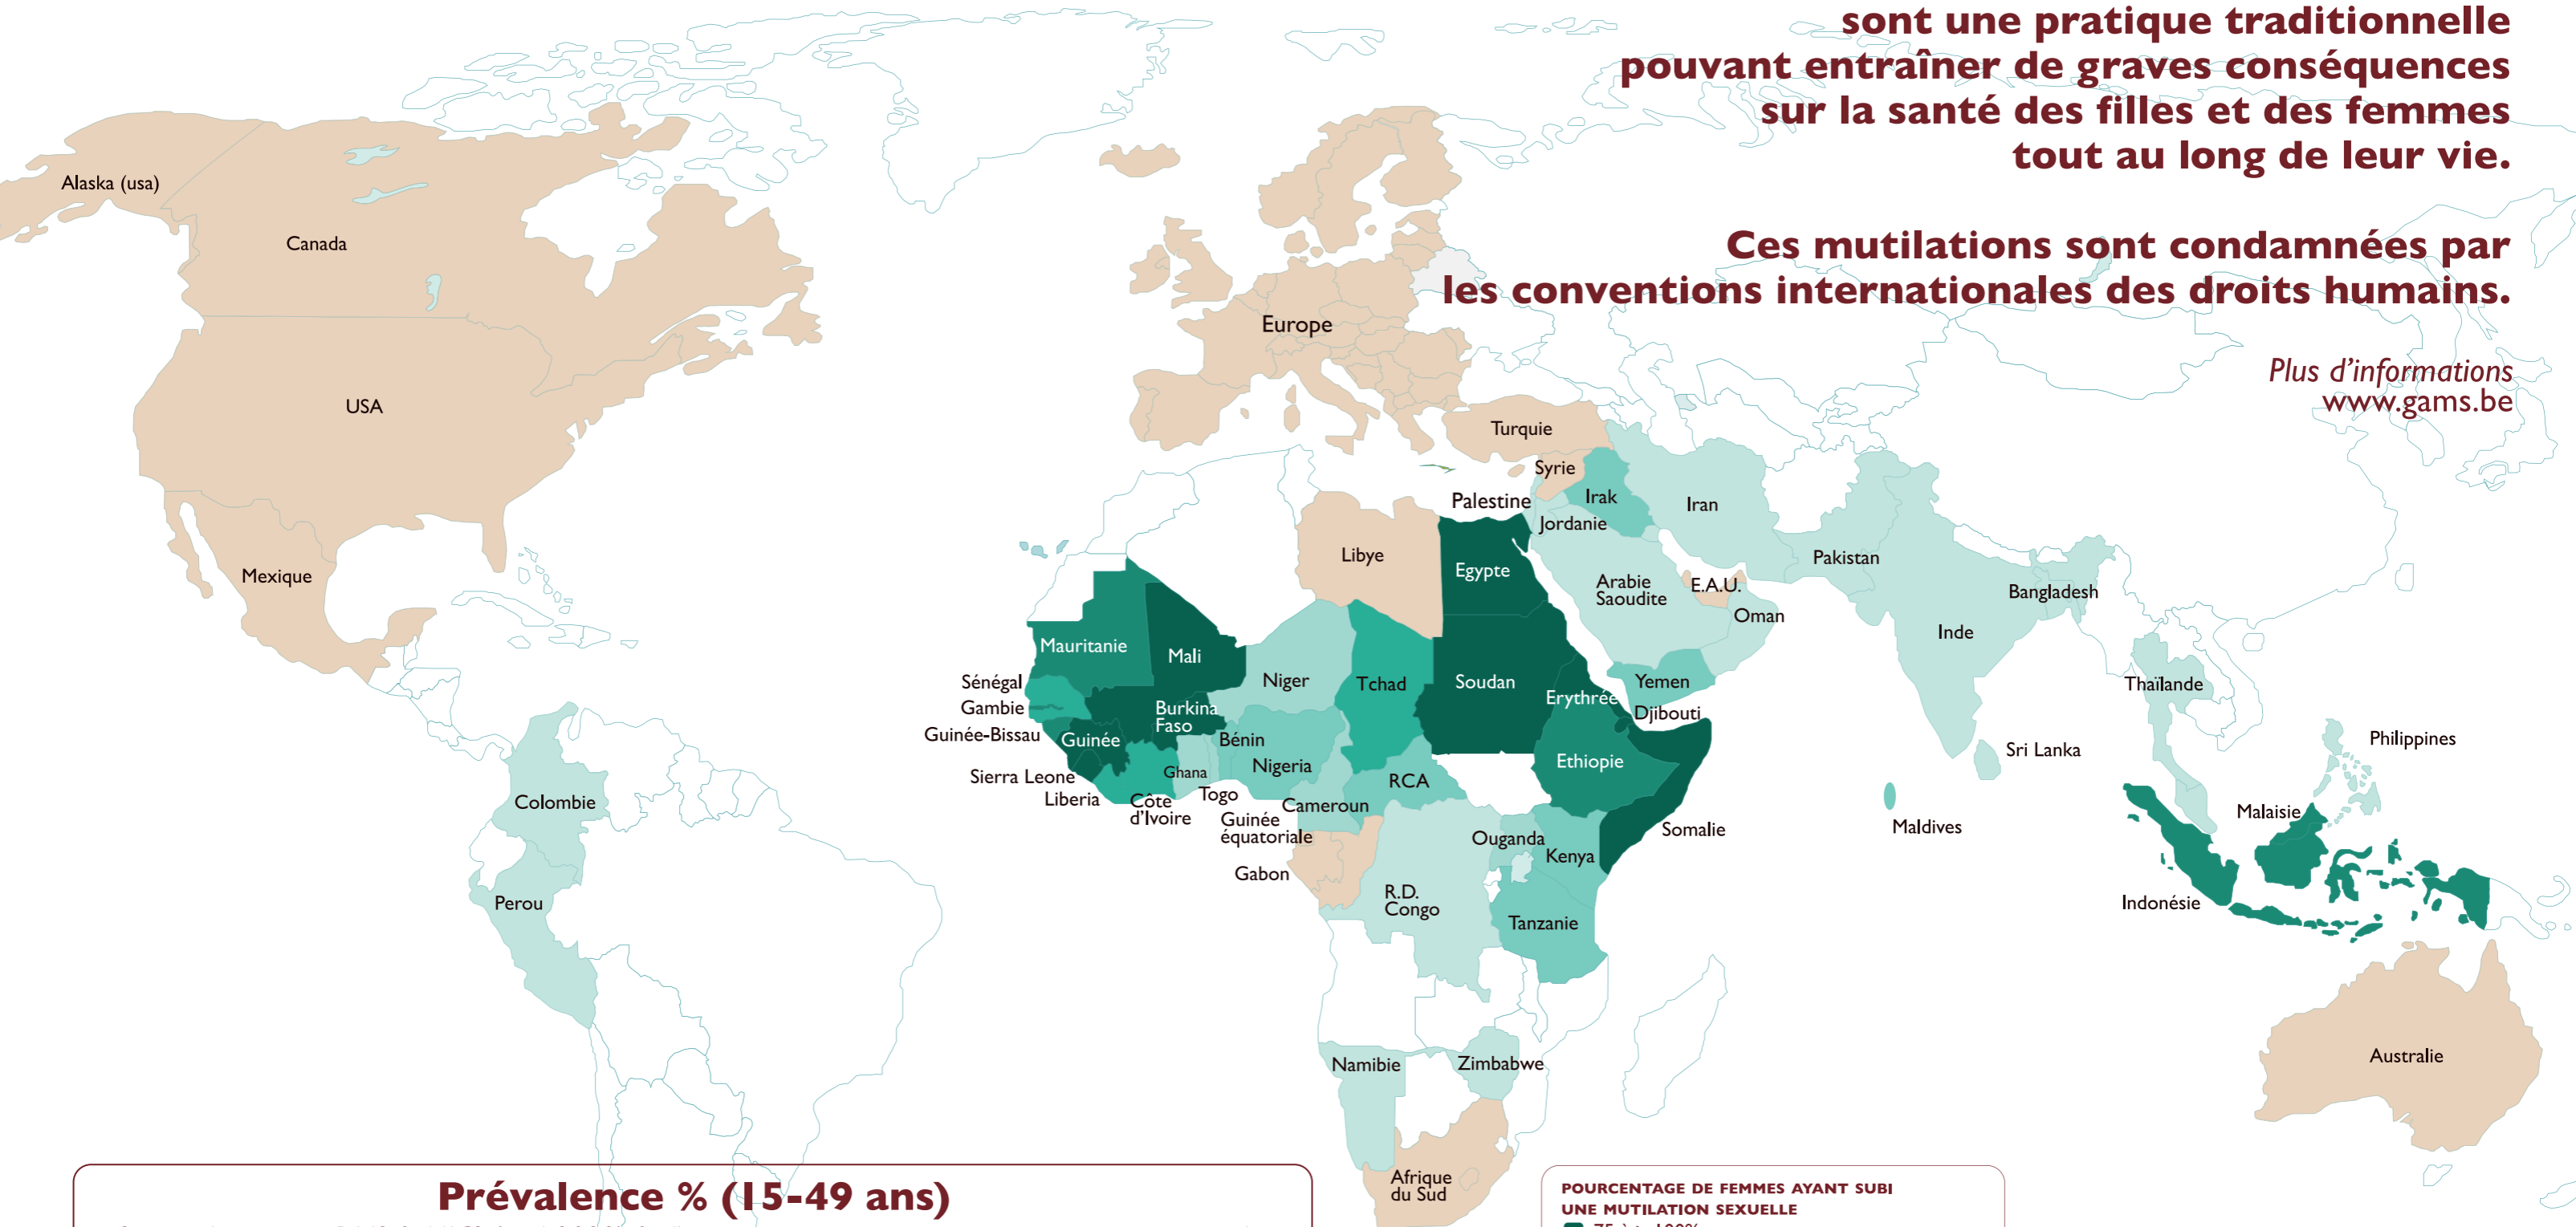 sont une pratique traditionnelle
pouvant entraîner de graves conséquences
sur la santé des filles et des femmes
tout au long de leur vie.
Ces mutilations sont condamnées par
les conventions internationales des droits humains.
Plus d'informations
www.gams.be
Alaska (usa)
Canada
USA
Mexique
Colombie
Perou
Europe
Turquie
Syrie
Palestine
Irak
Jordanie
Iran
Libye
Egypte
Arabie
Saoudite
E.A.U.
Oman
Pakistan
Bangladesh
Inde
Mauritanie
Mali
Niger
Tchad
Soudan
Erythrée
Yemen
Djibouti
Thaïlande
Sénégal
Gambie
Guinée-Bissau
Guinée
Burkina
Faso
Bénin
Nigeria
Ghana
Sierra Leone
Liberia
Côte
d'Ivoire
Togo
Guinée
équatoriale
Cameroun
RCA
Ethiopie
Sri Lanka
Philippines
Gabon
Ouganda
Kenya
Somalie
Maldives
Malaisie
Indonésie
R.D.
Congo
Tanzanie
Namibie
Zimbabwe
Australie
Afrique
du Sud
Prévalence % (15-49 ans)
POURCENTAGE DE FEMMES AYANT SUBI
UNE MUTILATION SEXUELLE